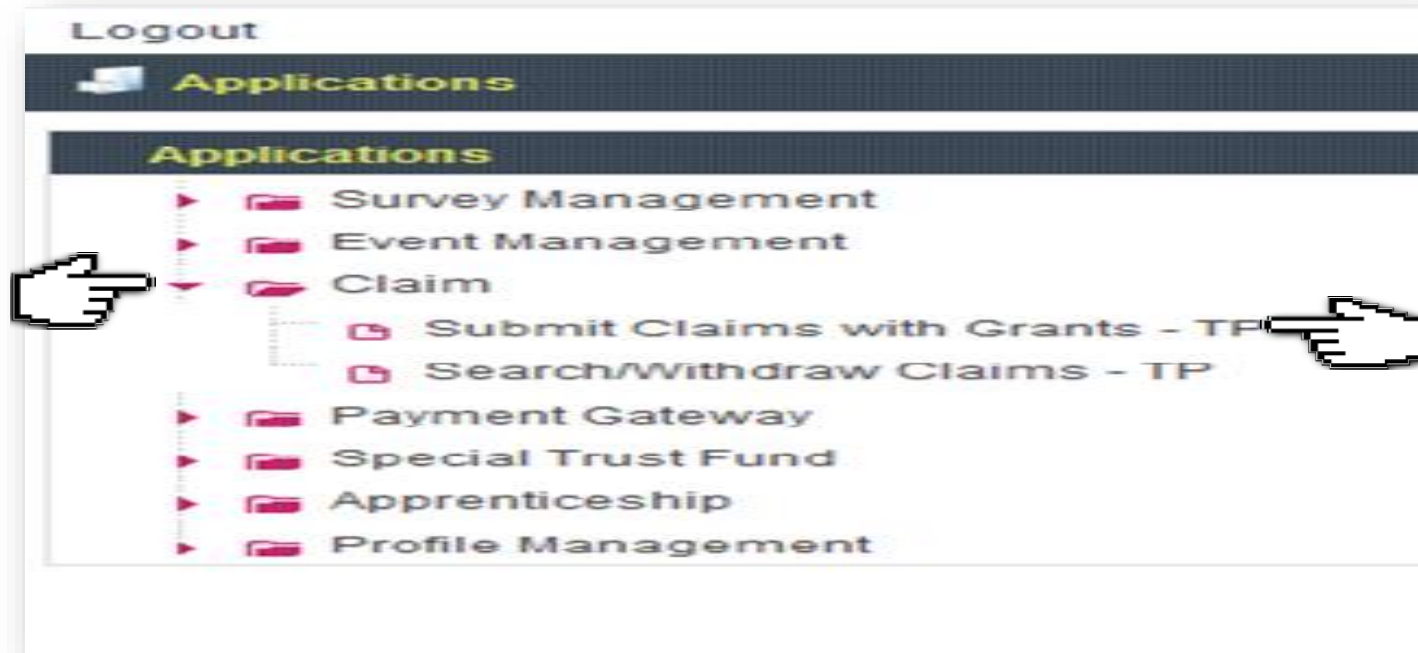 Logout
Applications
Applications
Survey Management
Event Management
Claim
Submit Claims with Grants - TP
Search/Withdraw Claims - TP
Payment Gateway
Special Trust Fund
Apprenticeship
Profile Management